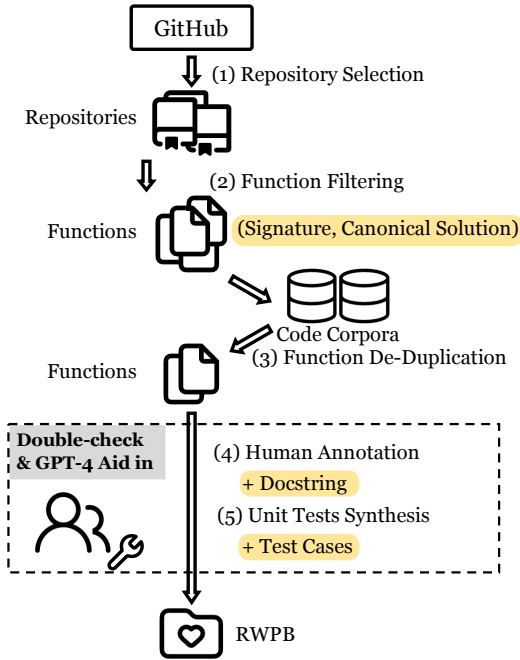 GitHub
(1) Repository Selection
Repositories
(2) Function Filtering
Functions
(Signature, Canonical Solution)
Code Corpora
(3) Function De-Duplication
Functions
Double-check
& GPT-4 Aid in
(4) Human Annotation
+ Docstring
(5) Unit Tests Synthesis
+ Test Cases
RWPB